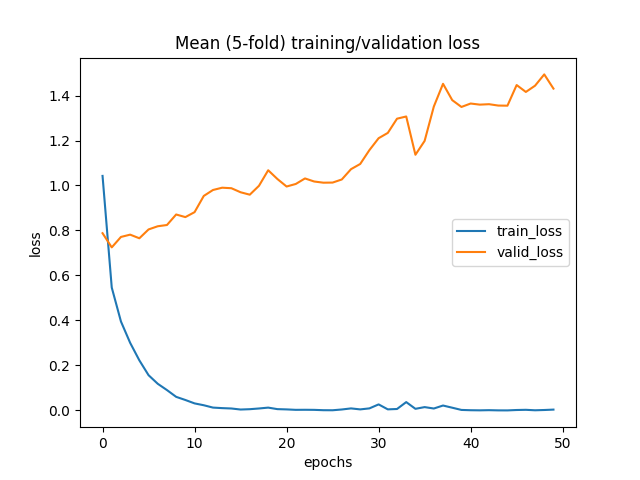 Mean (5-fold) training/validation loss
loss
1.4
1.2
1.0
0.8
0.6
0.4
0.2
0.0
train_loss
valid_loss
0 10 20 30 40 50
epochs